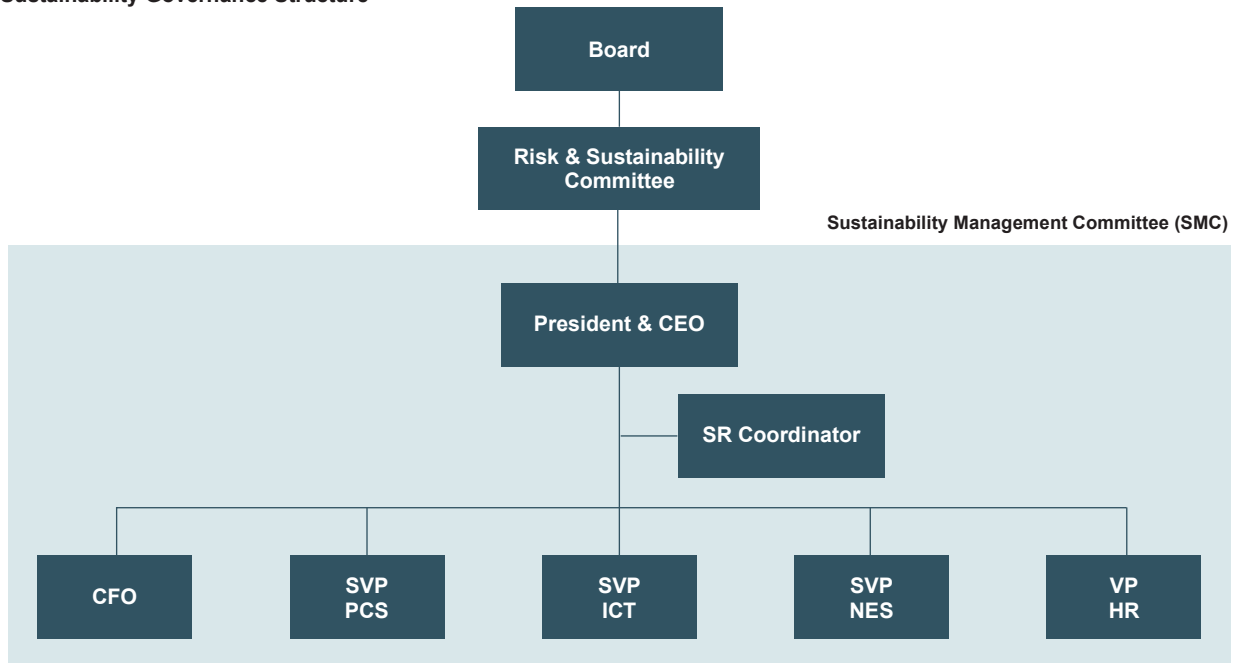 Sustainability Governance Structure
Board
Risk & Sustainability
Committee
Sustainability Management Committee (SMC)
President & CEO
SR Coordinator
CFO
SVP
PCS
SVP
ICT
SVP
NES
VP
HR